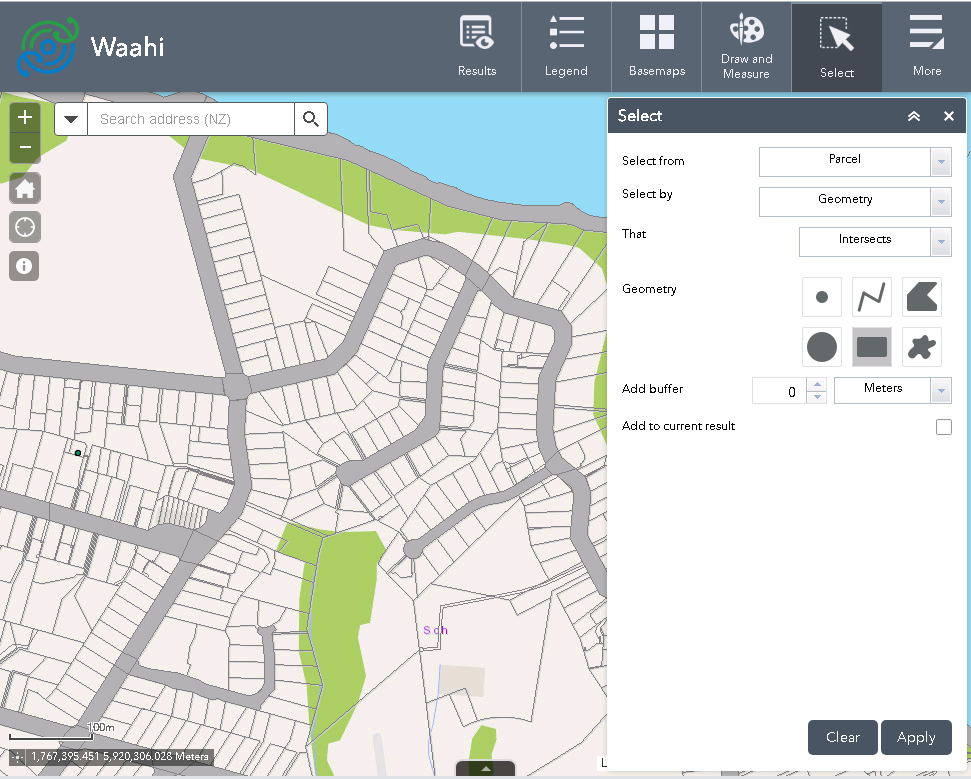 Waahi
Results
Legend
Basemaps
Draw and
Measure
Select
More
Search address (NZ)
Select
Select from
Parcel
Select by
Geometry
That
Intersects
Geometry
Add buffer
0
Meters
Add to current result
Sch
100m
1,767,395.451 5,920,306.028 Meters
L
Clear
Apply